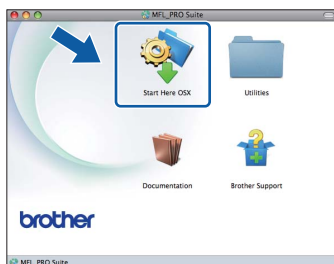 MFL_PRO Suite
Start Here OSX
Utilities
Documentation
Brother Support
brother
MFL_PRO Suite